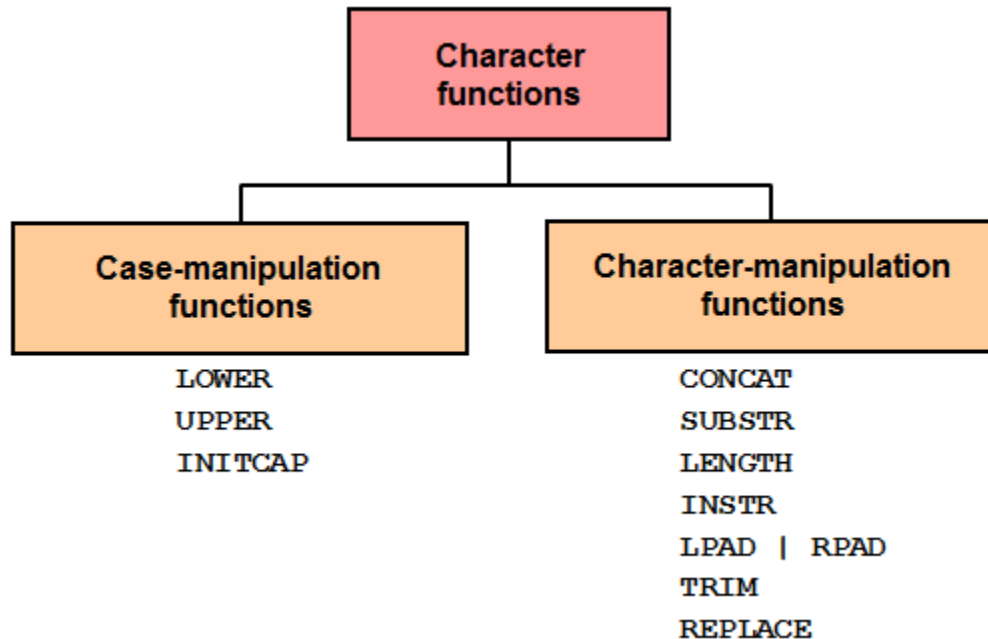 Character
functions
Case-manipulation
functions
Character-manipulation
functions
LOWER
UPPER
INITCAP
CONCAT
SUBSTR
LENGTH
INSTR
LPAD | RPAD
TRIM
REPLACE